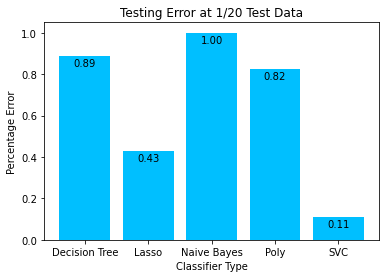 Testing Error at 1/20 Test Data
1.0
0.8
0.6
0.4
0.2
0.0
Percentage Error
0.89
0.43
1.00
0.82
0.11
Decision Tree Lasso Naive Bayes Poly SVC
Classifier Type